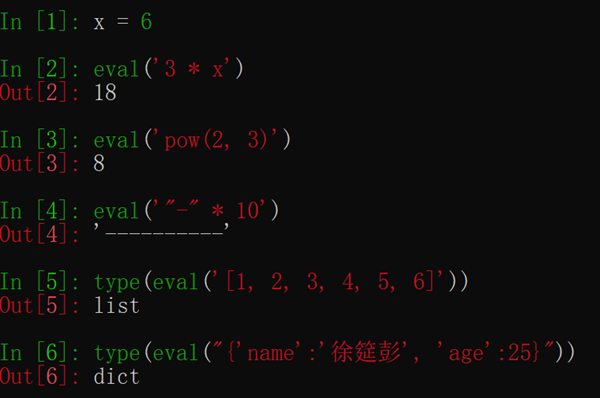 In [1]: x = 6
In [2]: eval('3 * x')
Out[2]: 18
In [3]: eval('pow(2, 3)')
Out[3]: 8
In [4]: eval('"-" * 10')
Out[4]: '----------'
In [5]: type(eval('[1, 2, 3, 4, 5, 6]'))
Out[5]: list
In [6]: type(eval("{'name':'徐筵彭', 'age':25}"))
Out[6]: dict